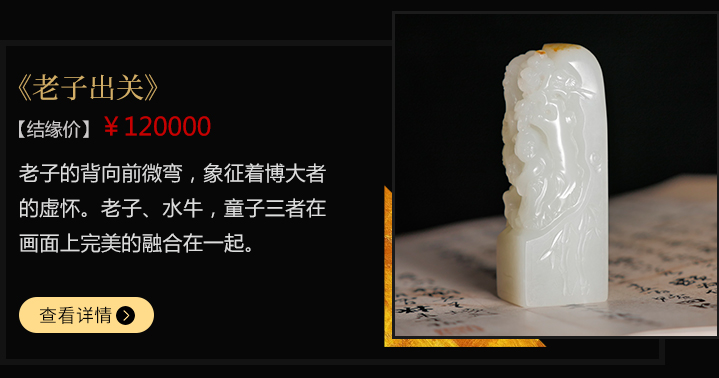 《老子出关》
【结缘价】￥120000
老子的背向前微弯，象征着博大者
的虚怀。老子、水牛，童子三者在
画面上完美的融合在一起。
查看详情